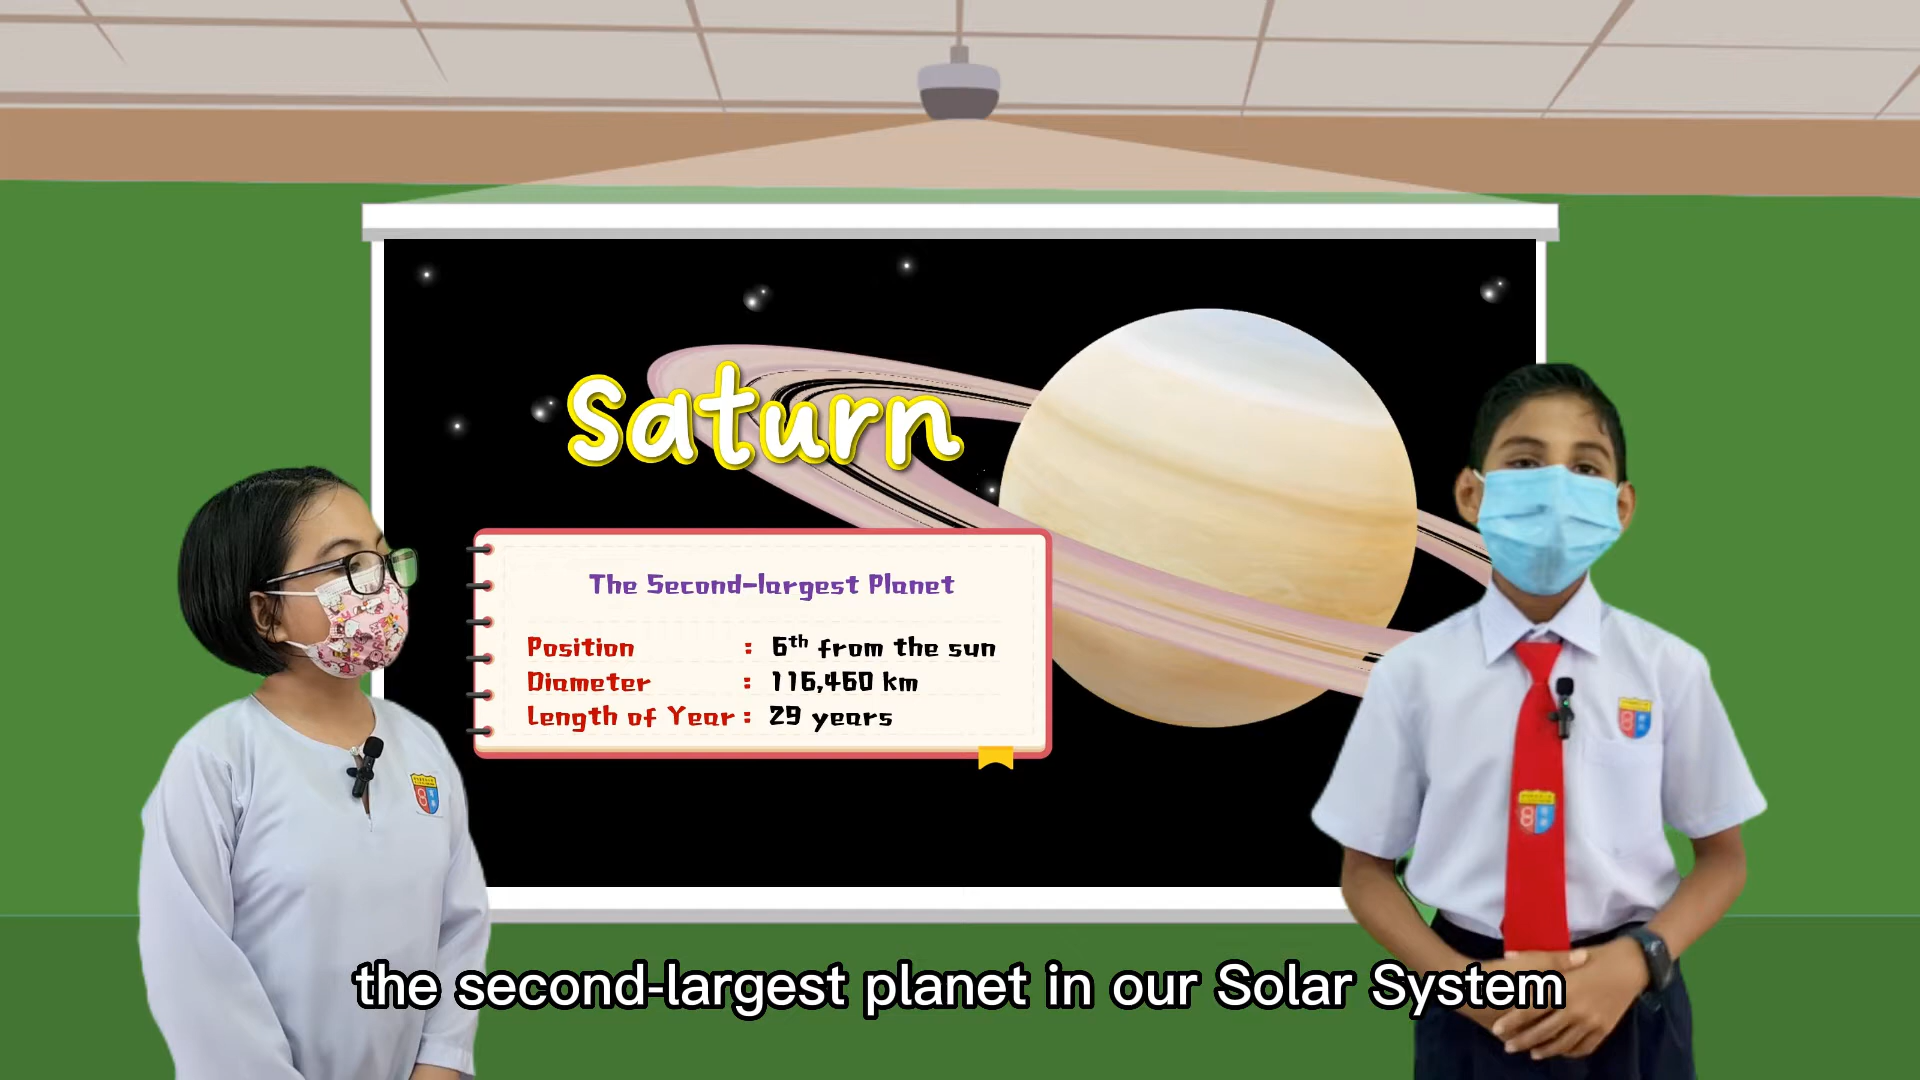 Saturn
The Second-largest Planet
Position : 6th from the sun
Diameter : 116,460 km
Length of Year : 29 years
the second-largest planet in our Solar System